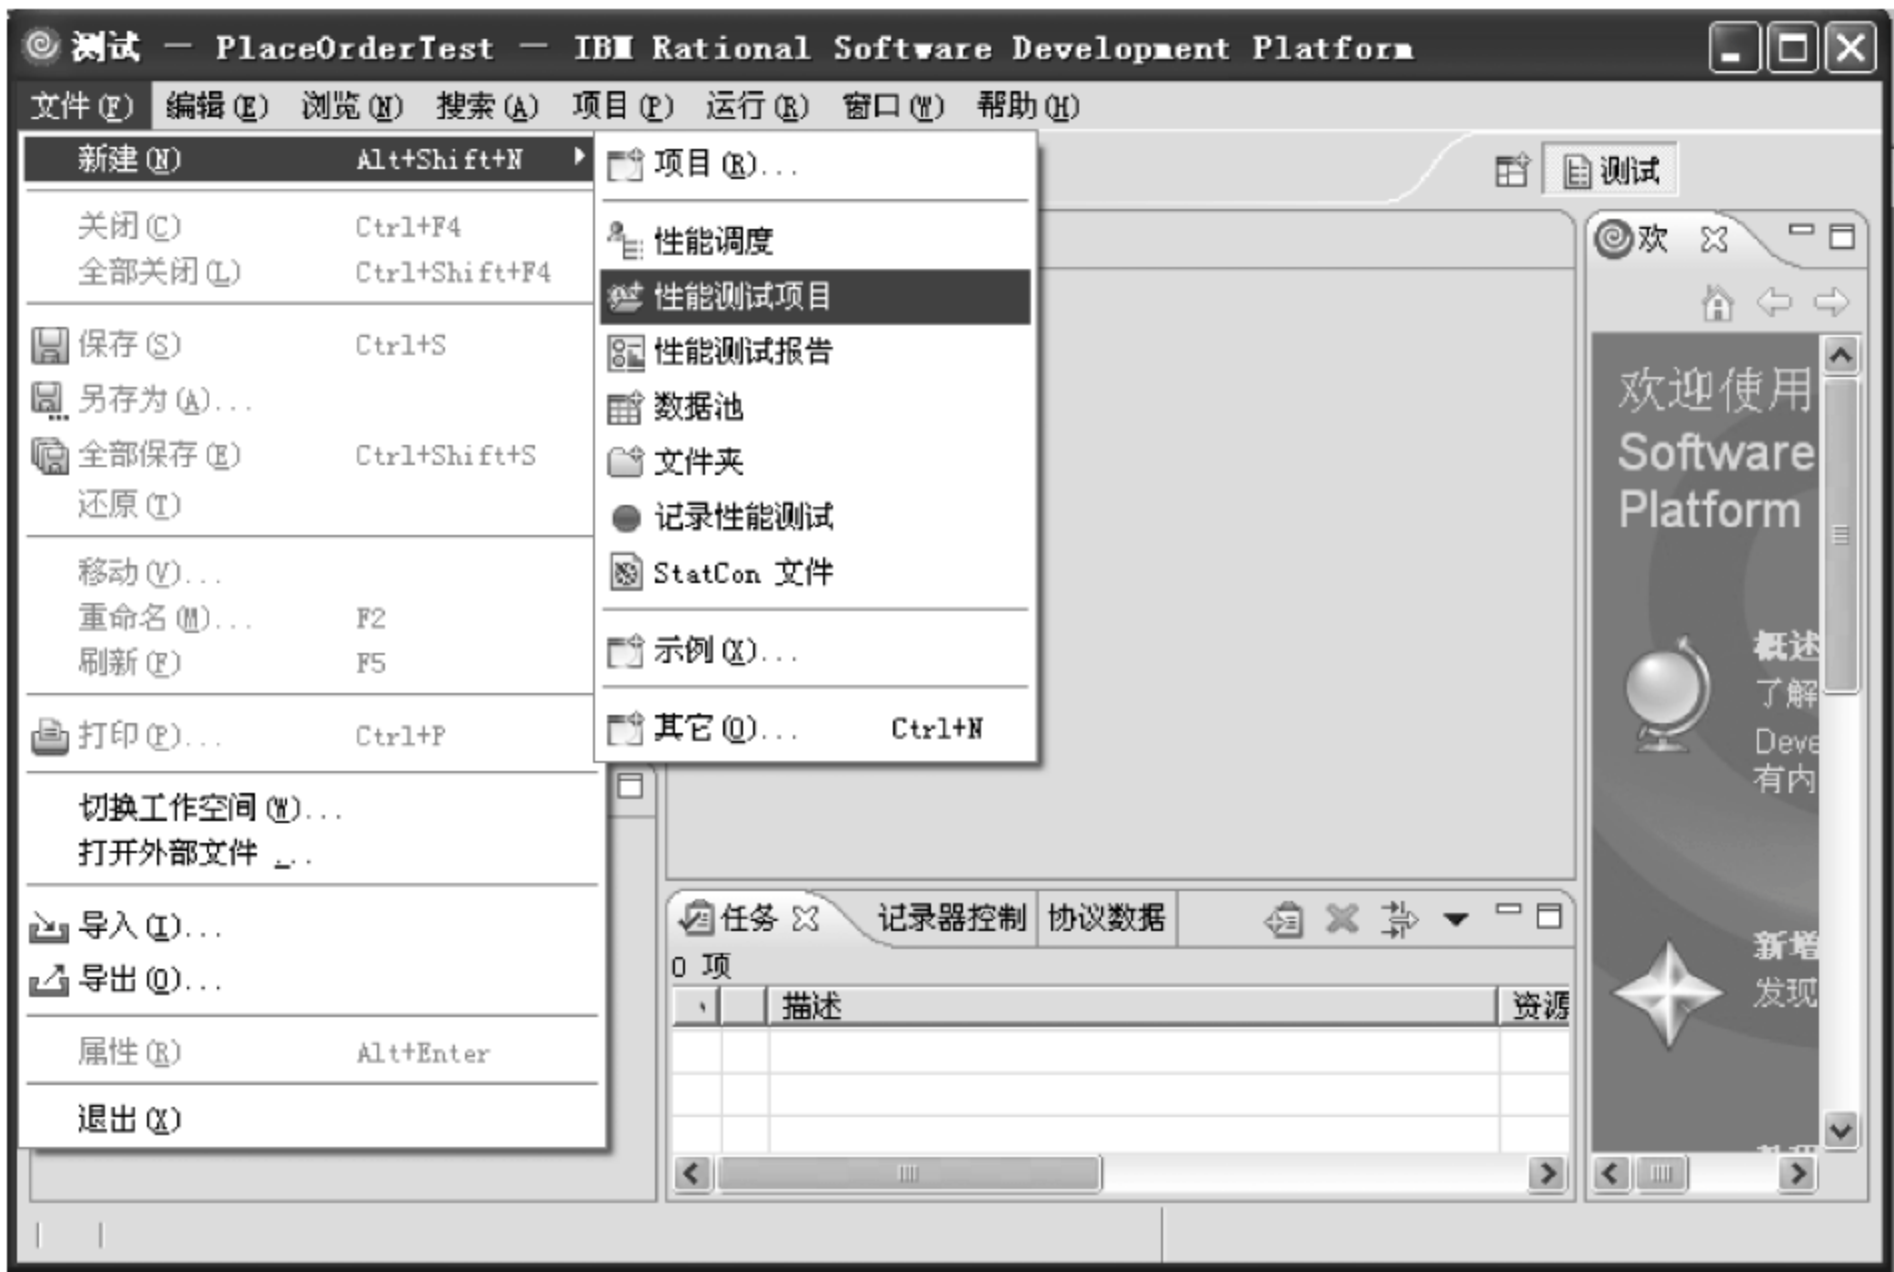 测试 — PlaceOrderTest — IBM Rational Software Development Platform
文件(F) 编辑(E) 浏览(N) 搜索(A) 项目(P) 运行(R) 窗口(W) 帮助(H)
新建(N) Alt+Shift+N
关闭(C) Ctrl+F4
全部关闭(L) Ctrl+Shift+F4
保存(S) Ctrl+S
另存为(A)...
全部保存(E) Ctrl+Shift+S
还原(T)
移动(V)...
重命名(M)... F2
刷新(F) F5
打印(P)... Ctrl+P
切换工作空间(W)...
打开外部文件 ...
导入(I)...
导出(O)...
属性(R) Alt+Enter
退出(X)
项目(R)...
性能调度
性能测试项目
性能测试报告
数据池
文件夹
记录性能测试
StatCon 文件
示例(X)...
其它(O)... Ctrl+N
测试
欢
欢迎使用
Software
Platform
概述
了解
Deve
有内
新增
发现
任务 记录器控制 协议数据
0 项
描述 资源